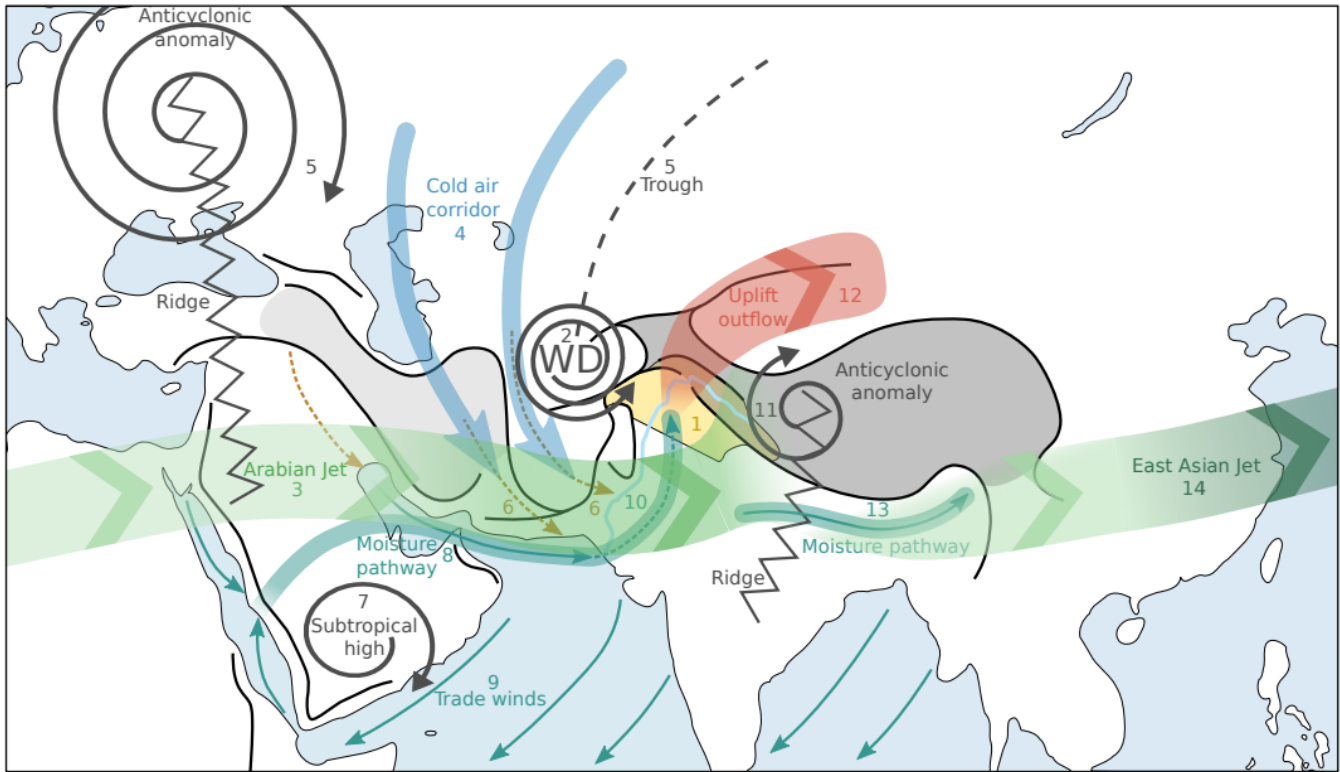 Anticyclonic
anomaly
5
Cold air
corridor
4
5
Trough
Ridge
2
WD
Uplift
outflow
12
Anticyclonic
anomaly
11
1
Arabian Jet
3
East Asian Jet
14
6
6
10
13
Moisture
pathway
8
Moisture pathway
Ridge
7
Subtropical
high
9
Trade winds